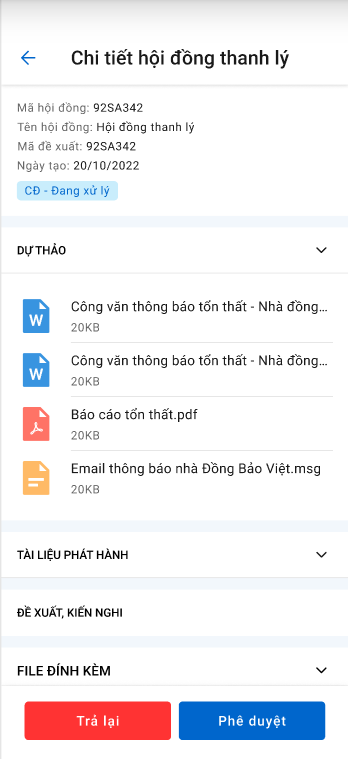 Chi tiết hội đồng thanh lý
Mã hội đồng: 92SA342
Tên hội đồng: Hội đồng thanh lý
Mã đề xuất: 92SA342
Ngày tạo: 20/10/2022
CĐ - Đang xử lý
DỰ THẢO
W
Công văn thông báo tổn thất - Nhà đồng...
20KB
W
Công văn thông báo tổn thất - Nhà đồng...
20KB
Báo cáo tổn thất.pdf
20KB
Email thông báo nhà Đồng Bảo Việt.msg
20KB
TÀI LIỆU PHÁT HÀNH
ĐỀ XUẤT, KIẾN NGHI
FILE ĐÍNH KÈM
Trả lại
Phê duyệt